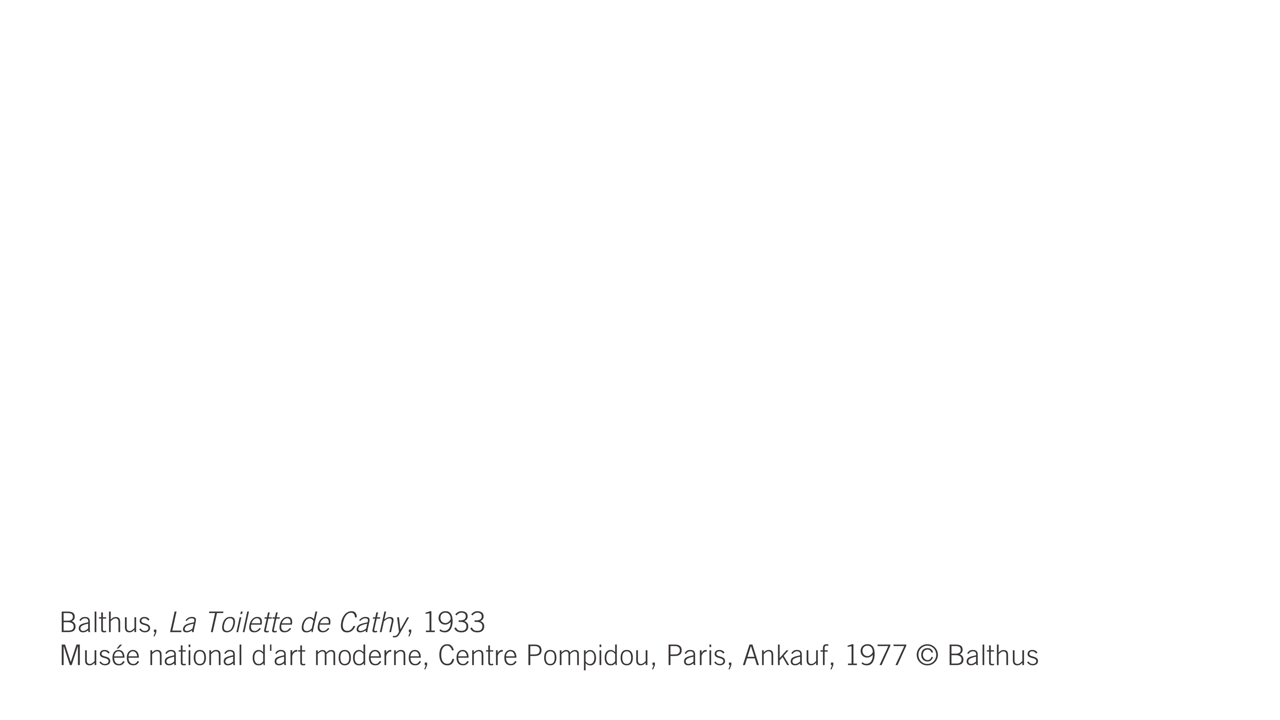 Balthus, La Toilette de Cathy, 1933
Musée national d'art moderne, Centre Pompidou, Paris, Ankauf, 1977 © Balthus